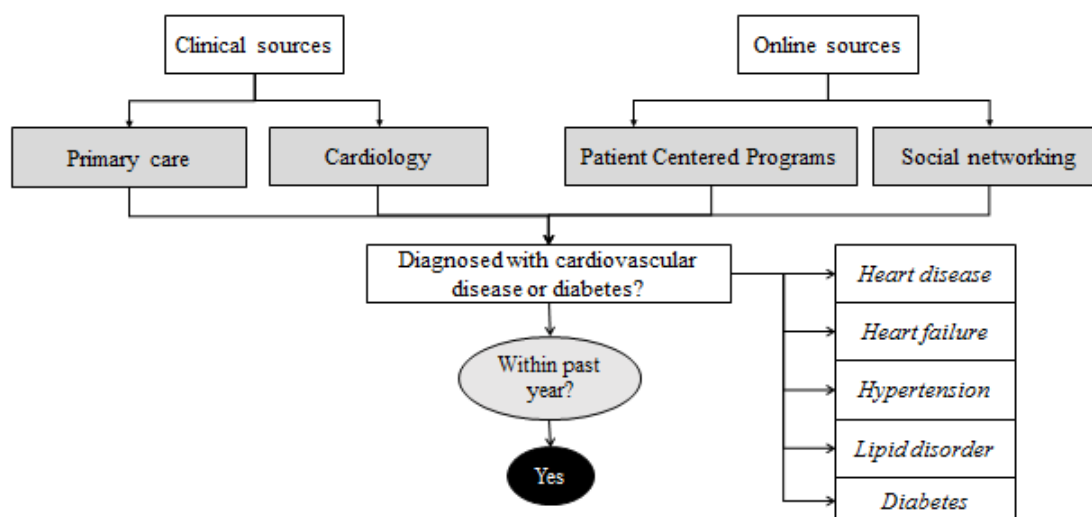 Clinical sources
Online sources
Primary care
Cardiology
Patient Centered Programs
Social networking
Diagnosed with cardiovascular
disease or diabetes?
Heart disease
Heart failure
Within past
year?
Hypertension
Lipid disorder
Yes
Diabetes